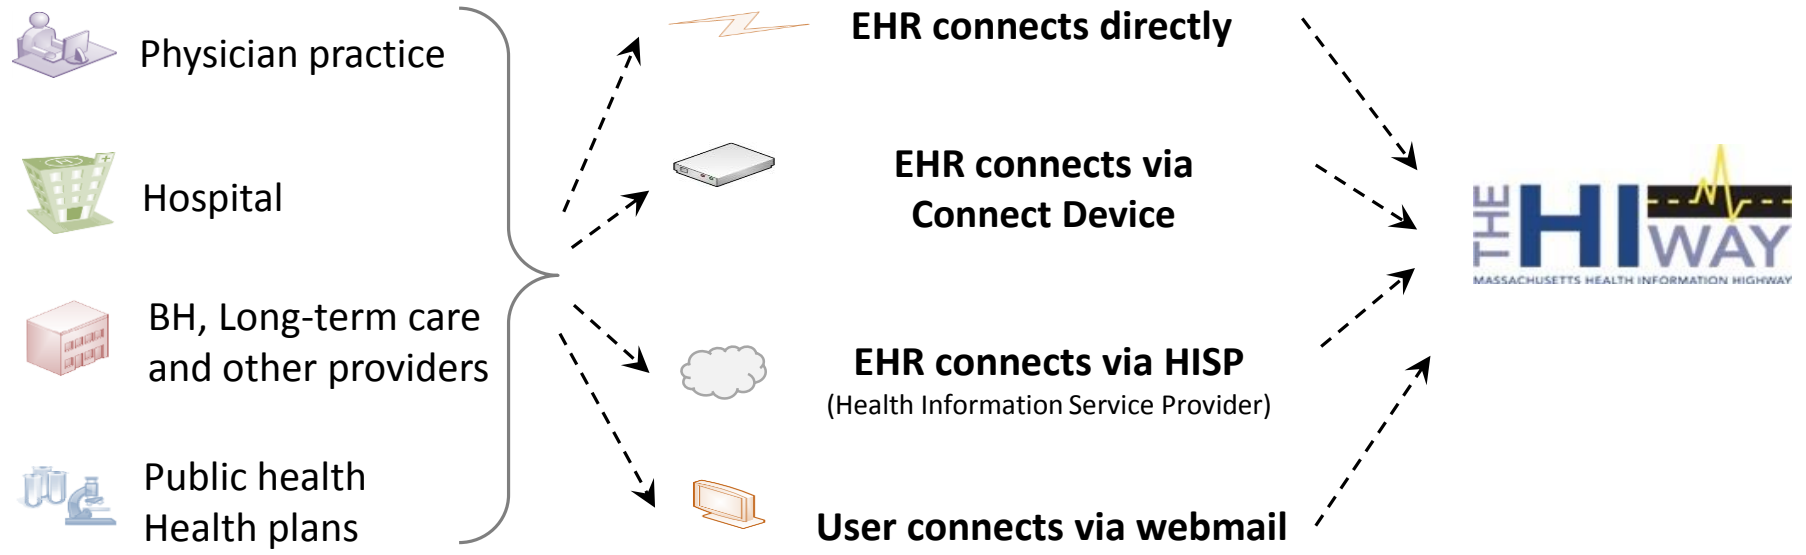 Physician practice
Hospital
BH, Long-term care
and other providers
Public health
Health plans
EHR connects directly
EHR connects via
Connect Device
EHR connects via HISP
(Health Information Service Provider)
User connects via webmail
THE HIWAY
MASSACHUSETTS HEALTH INFORMATION HIGHWAY